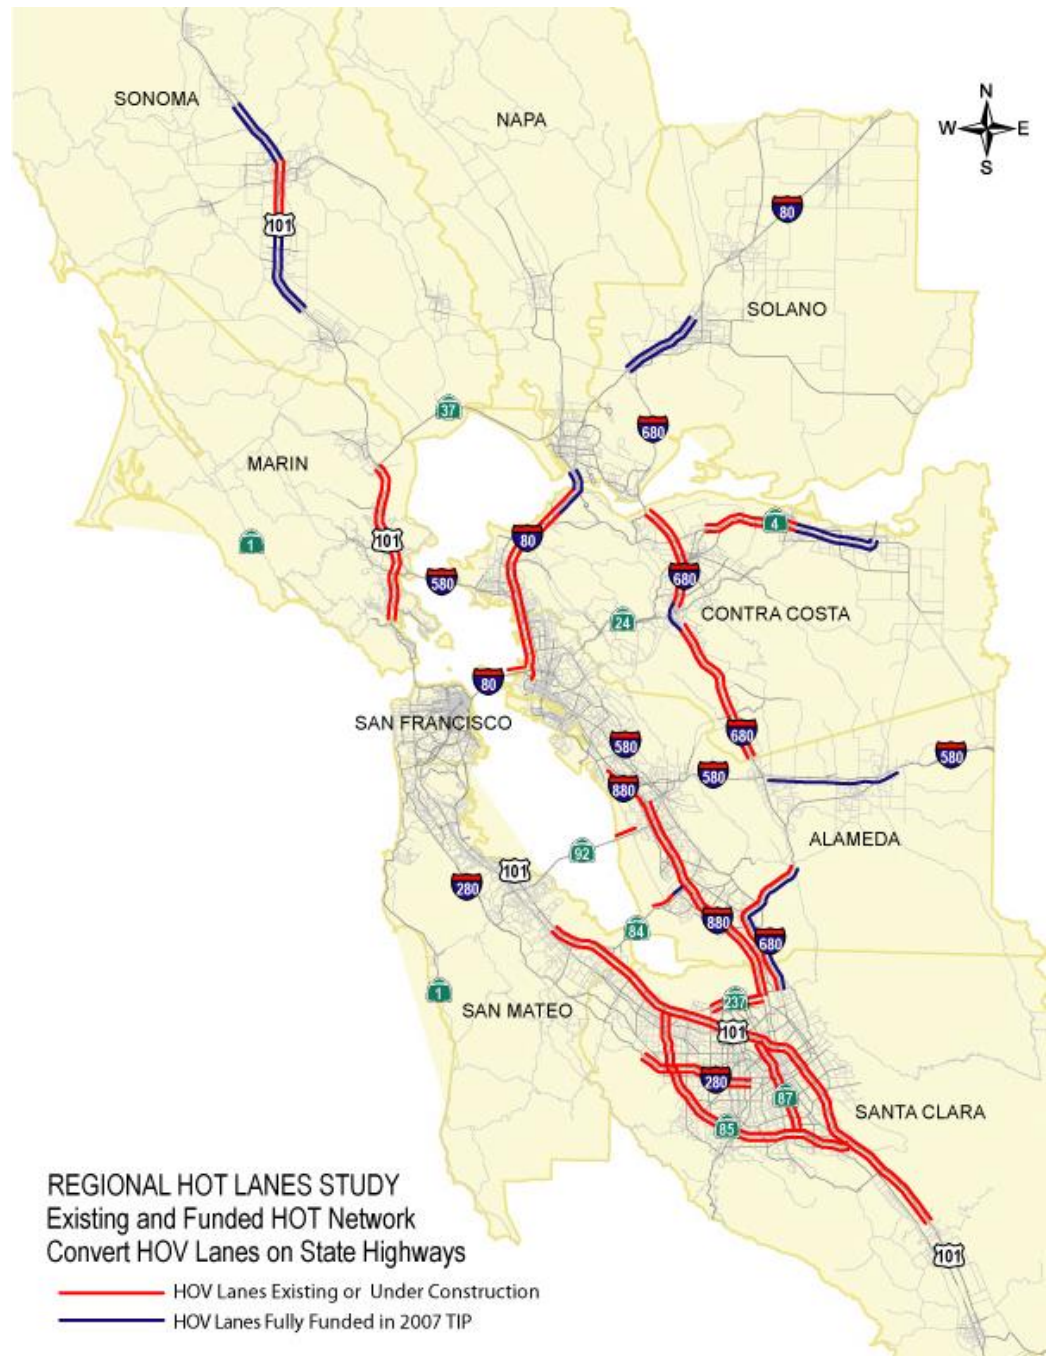 N
W E
S
SONOMA
NAPA
80
101
SOLANO
37
680
MARIN
1
101
80
4
580
680
24
CONTRA COSTA
80
SAN FRANCISCO
580
680
580
580
880
ALAMEDA
92
101
280
880
84
680
1
237
SAN MATEO
101
280
87
SANTA CLARA
85
REGIONAL HOT LANES STUDY
Existing and Funded HOT Network
Convert HOV Lanes on State Highways
101
HOV Lanes Existing or Under Construction
HOV Lanes Fully Funded in 2007 TIP